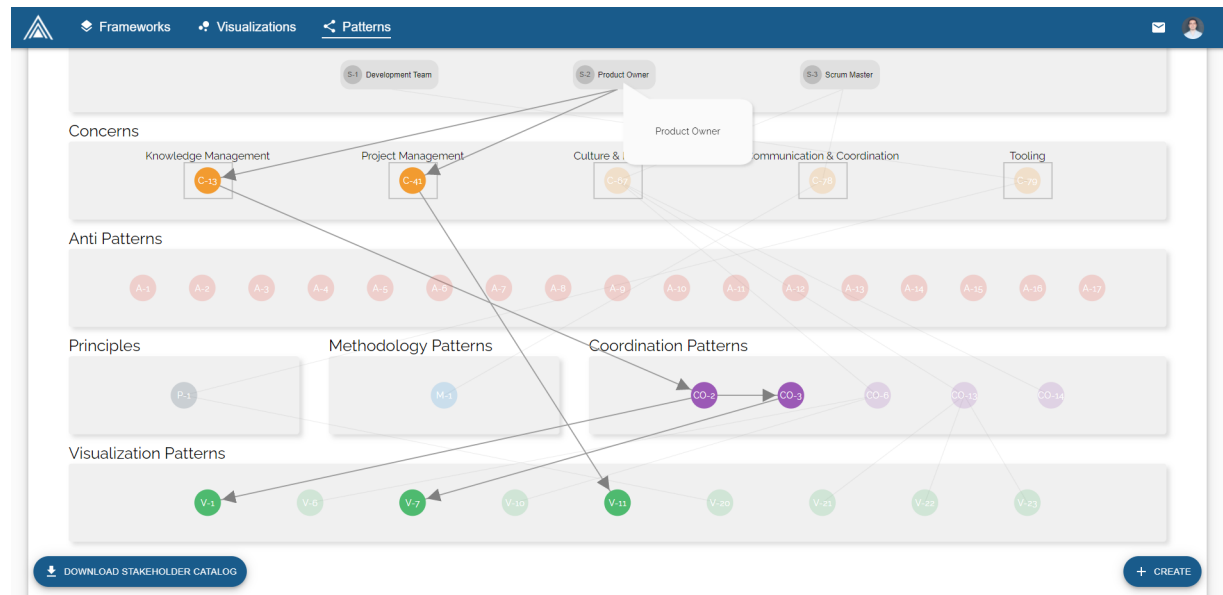 Frameworks Visualizations Patterns
S-1 Development Team S-2 Product Owner S-3 Scrum Master
Product Owner
Concerns
Knowledge Management Project Management Culture & Communication & Coordination Tooling
C-13 C-41 C-67 C-78 C-79
Anti Patterns
A-1 A-2 A-3 A-4 A-5 A-6 A-7 A-8 A-9 A-10 A-11 A-12 A-13 A-14 A-15 A-16 A-17
Principles Methodology Patterns Coordination Patterns
P-1 M-1 CO-2 CO-3 CO-6 CO-13 CO-14
Visualization Patterns
V-1 V-6 V-7 V-10 V-11 V-20 V-21 V-22 V-23
DOWNLOAD STAKEHOLDER CATALOG + CREATE